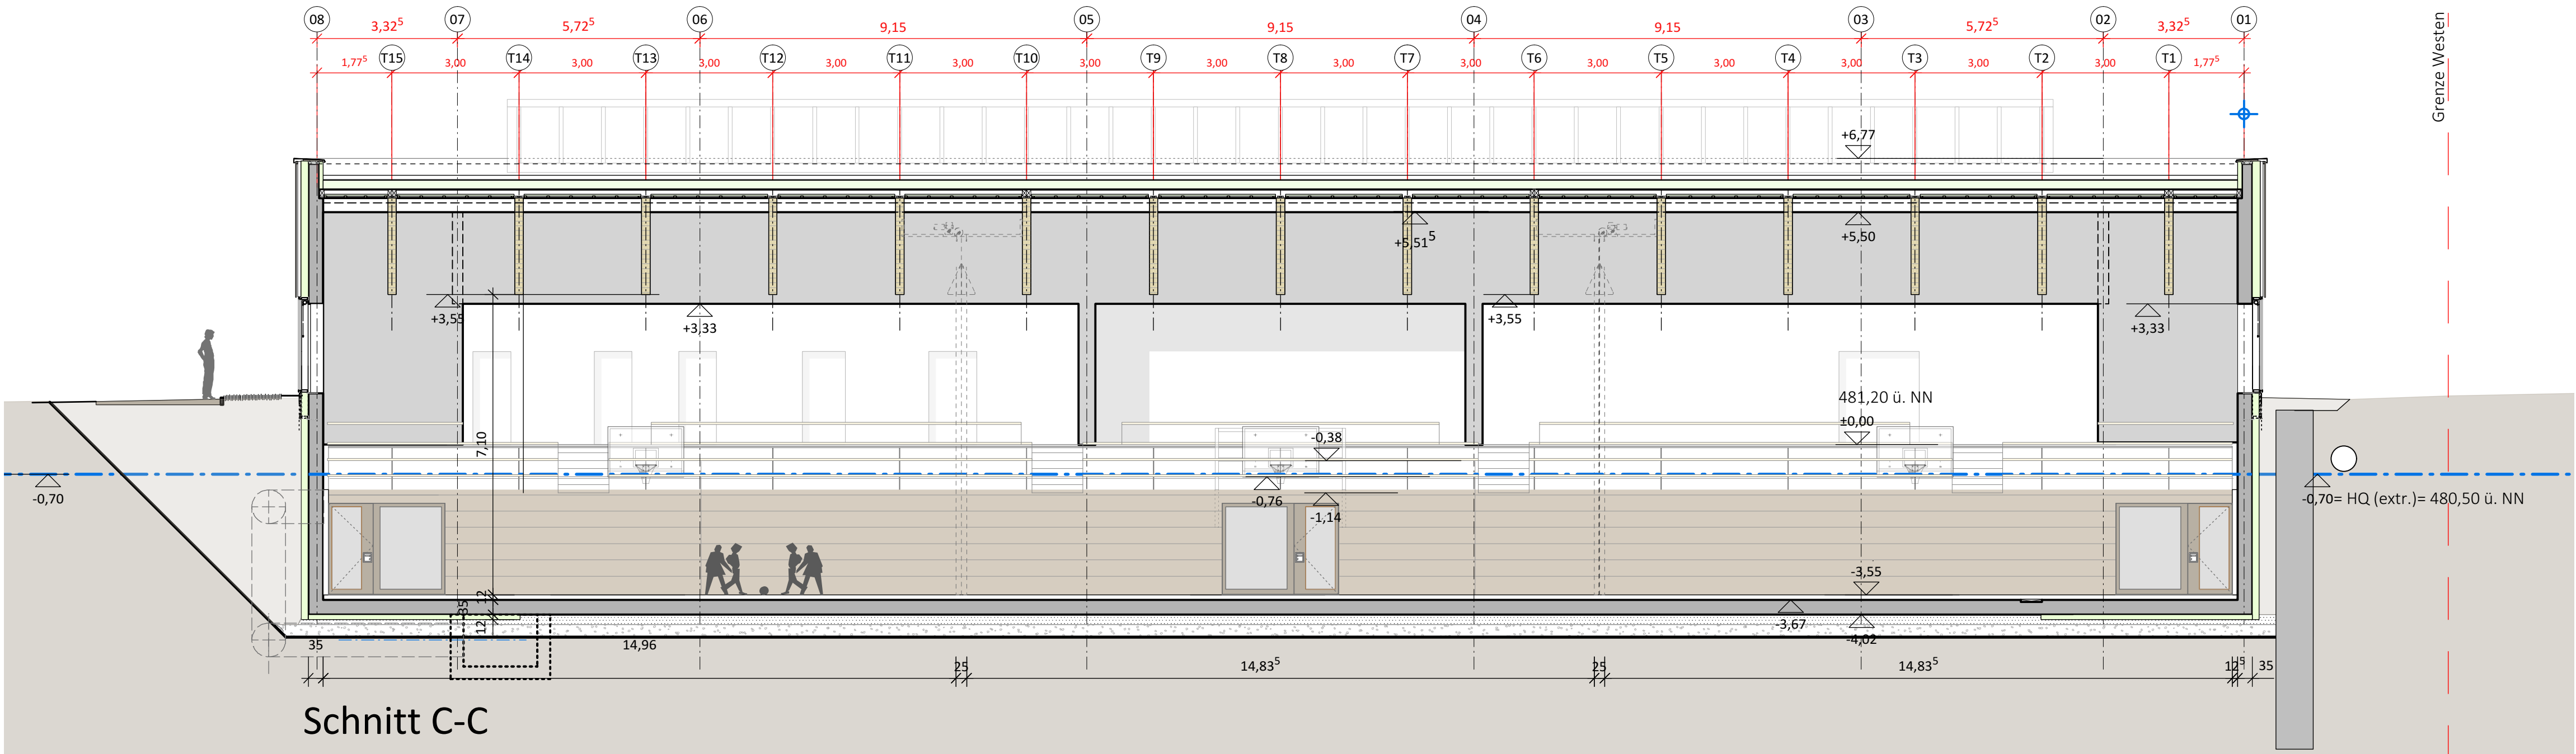 08 07 06 05 04 03 02 01
3,32⁵ 5,72⁵ 9,15 9,15 9,15 5,72⁵ 3,32⁵
T15 T14 T13 T12 T11 T10 T9 T8 T7 T6 T5 T4 T3 T2 T1
1,77⁵ 3,00 3,00 3,00 3,00 3,00 3,00 3,00 3,00 3,00 3,00 3,00 3,00 3,00 3,00 1,77⁵
Grenze Westen
+6,77
+5,51⁵
+5,50
+3,55
+3,33
+3,55
+3,33
481,20 ü. NN
±0,00
7,10
-0,38
-0,70
-0,76
-1,14
-0,70= HQ (extr.)= 480,50 ü. NN
-3,55
12
35
12
-3,67
-4,02
35 14,96 25 14,83⁵ 25 14,83⁵ 12⁵ 35
Schnitt C-C